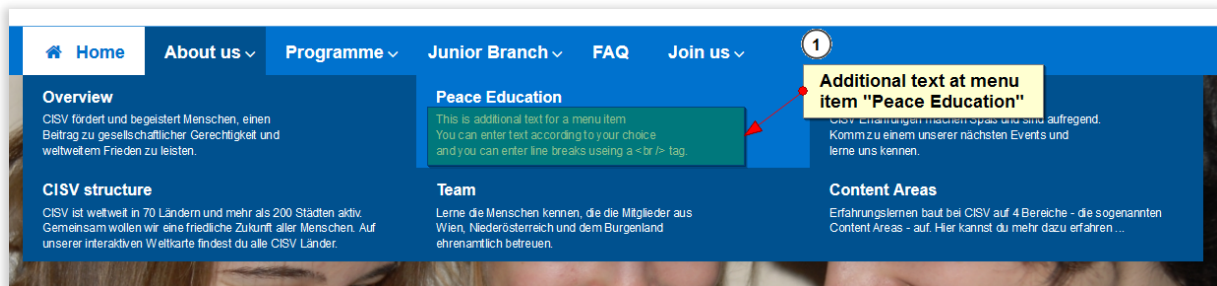 Home About us Programme Junior Branch FAQ Join us
1
Additional text at menu
item "Peace Education"
Overview
CISV fördert und begeistert Menschen, einen
Beitrag zu gesellschaftlicher Gerechtigkeit und
weltweitem Frieden zu leisten.
Peace Education
This is additional text for a menu item
You can enter text according to your choice
and you can enter line breaks useing a <br /> tag.
CISV Erfahrungen machen Spaß und sind aufregend.
Komm zu einem unserer nächsten Events und
lerne uns kennen.
CISV structure
CISV ist weltweit in 70 Ländern und mehr als 200 Städten aktiv.
Gemeinsam wollen wir eine friedliche Zukunft aller Menschen. Auf
unserer interaktiven Weltkarte findest du alle CISV Länder.
Team
Lerne die Menschen kennen, die die Mitglieder aus
Wien, Niederösterreich und dem Burgenland
ehrenamtlich betreuen.
Content Areas
Erfahrungslernen baut bei CISV auf 4 Bereiche - die sogenannten
Content Areas - auf. Hier kannst du mehr dazu erfahren ...